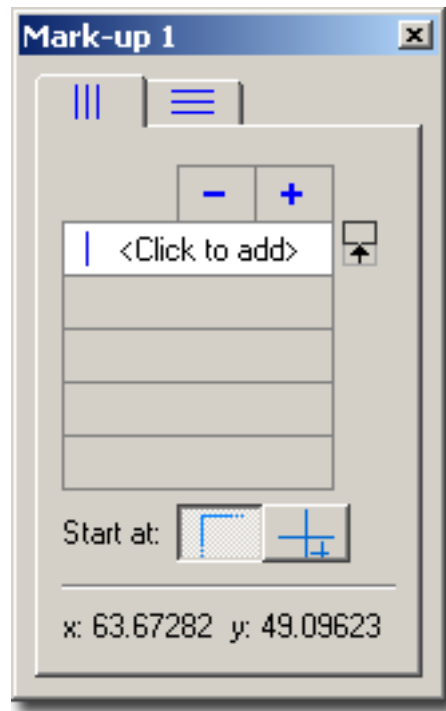 Mark-up 1
- +
<Click to add>
Start at:
x: 63.67282 y: 49.09623